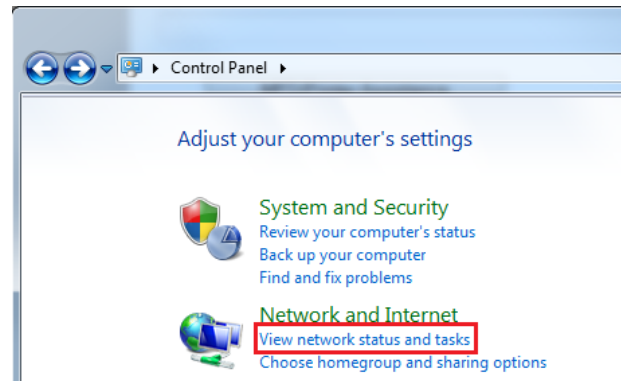 Control Panel
Adjust your computer's settings
System and Security
Review your computer's status
Back up your computer
Find and fix problems
Network and Internet
View network status and tasks
Choose homegroup and sharing options